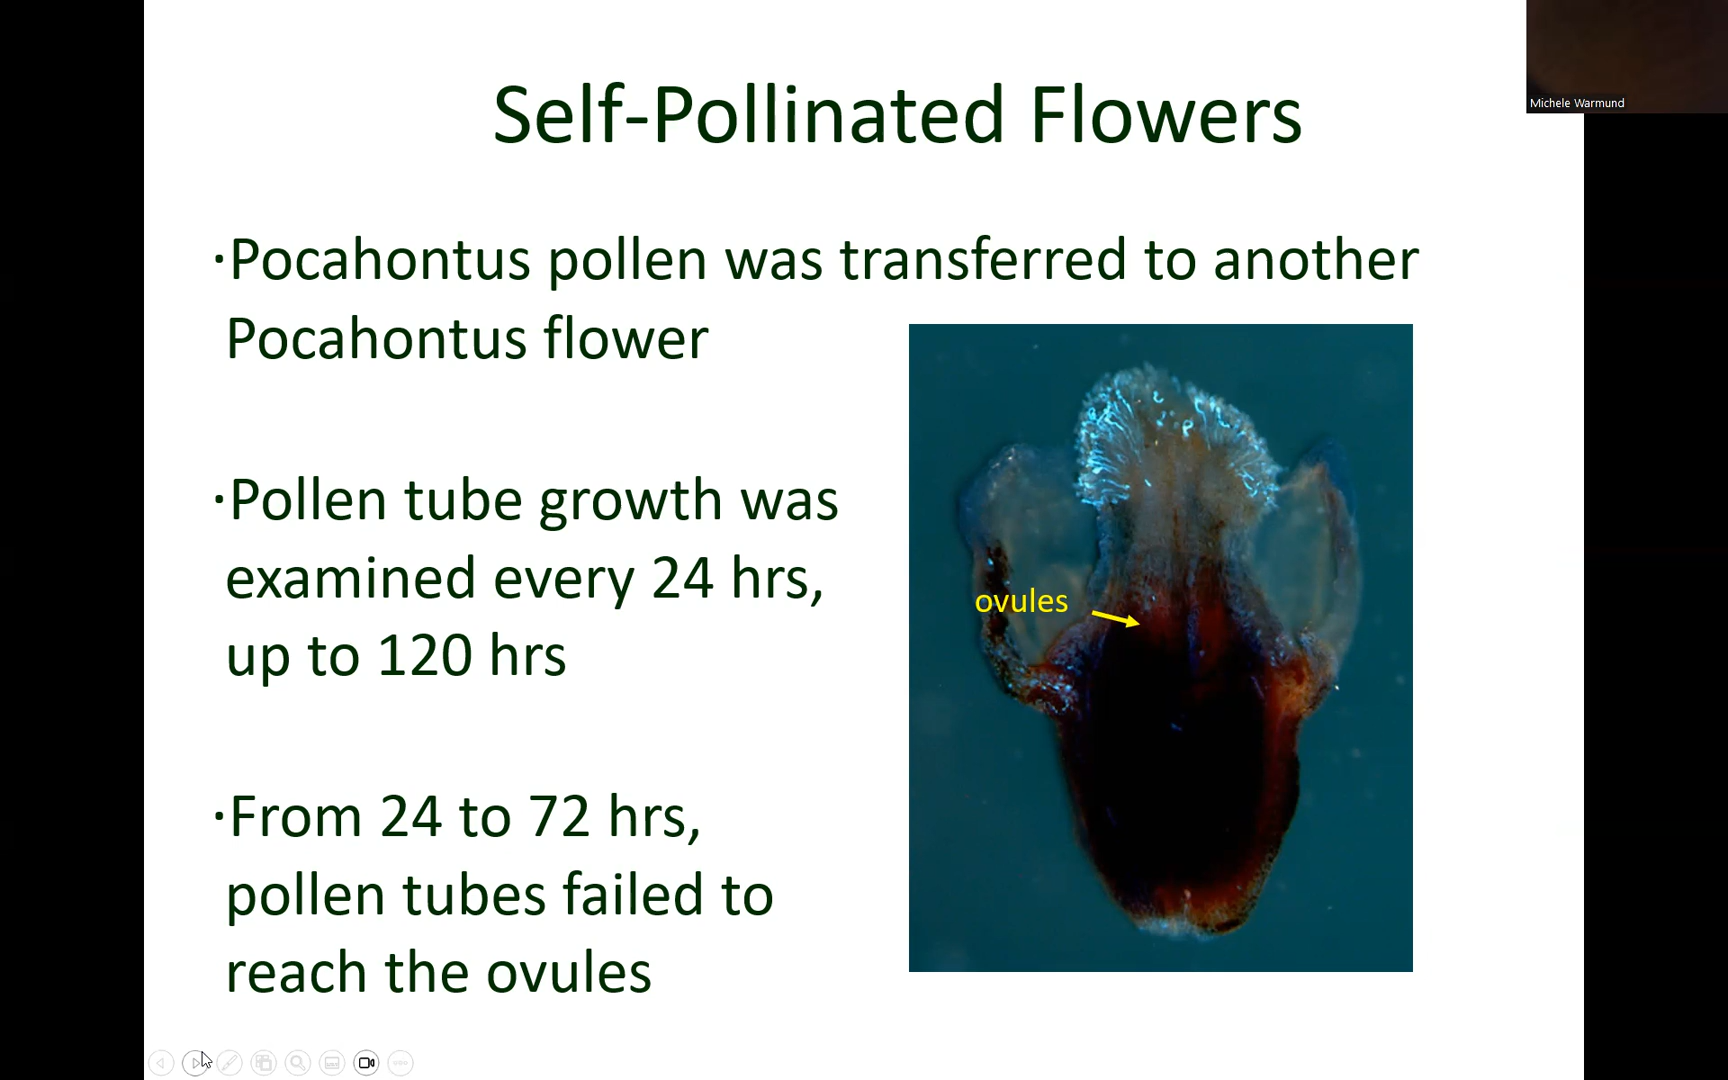 Michele Warmund
Self-Pollinated Flowers
·Pocahontus pollen was transferred to another
Pocahontus flower
·Pollen tube growth was
examined every 24 hrs,
up to 120 hrs
ovules
·From 24 to 72 hrs,
pollen tubes failed to
reach the ovules